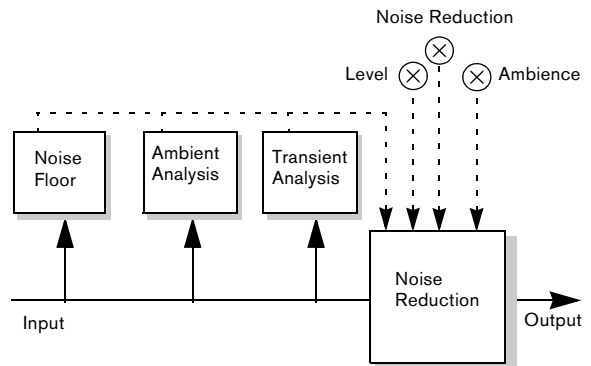 Noise Reduction
Level
Ambience
Noise
Floor
Ambient
Analysis
Transient
Analysis
Noise
Reduction
Input
Output